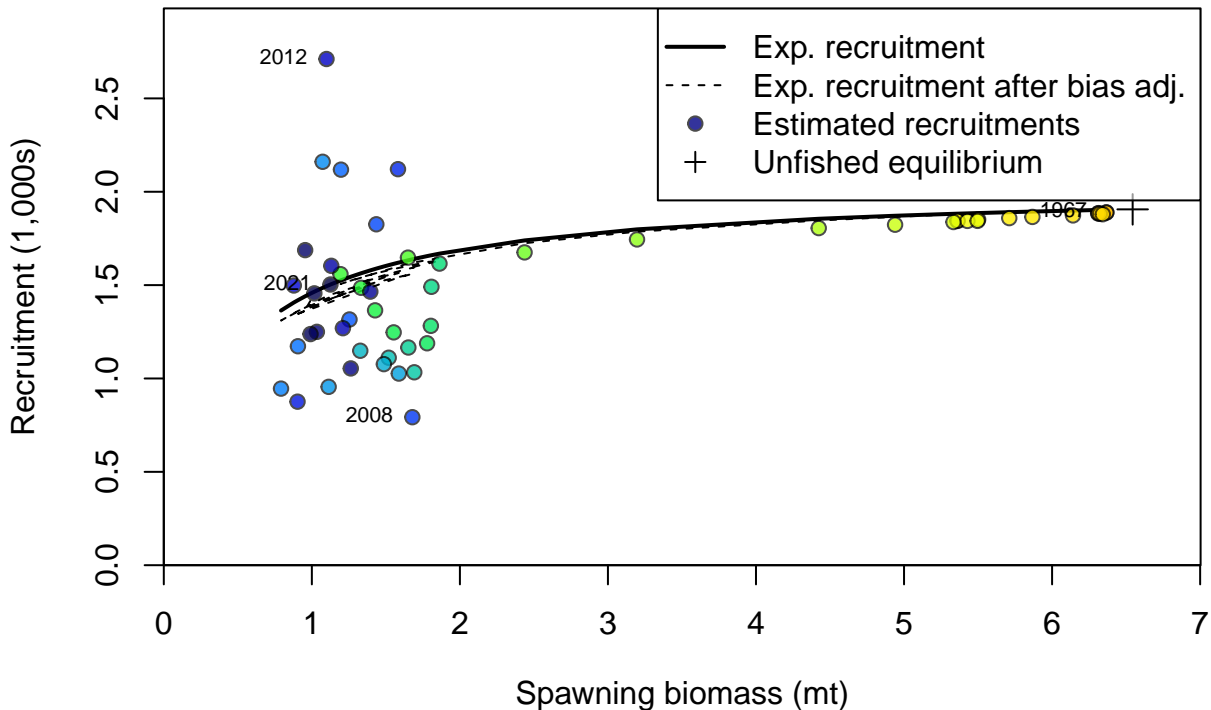 Exp. recruitment
Exp. recruitment after bias adj.
Estimated recruitments
Unfished equilibrium
2012
1967
2021
2008
Recruitment (1,000s)
2.5
2.0
1.5
1.0
0.5
0.0
0 1 2 3 4 5 6 7
Spawning biomass (mt)